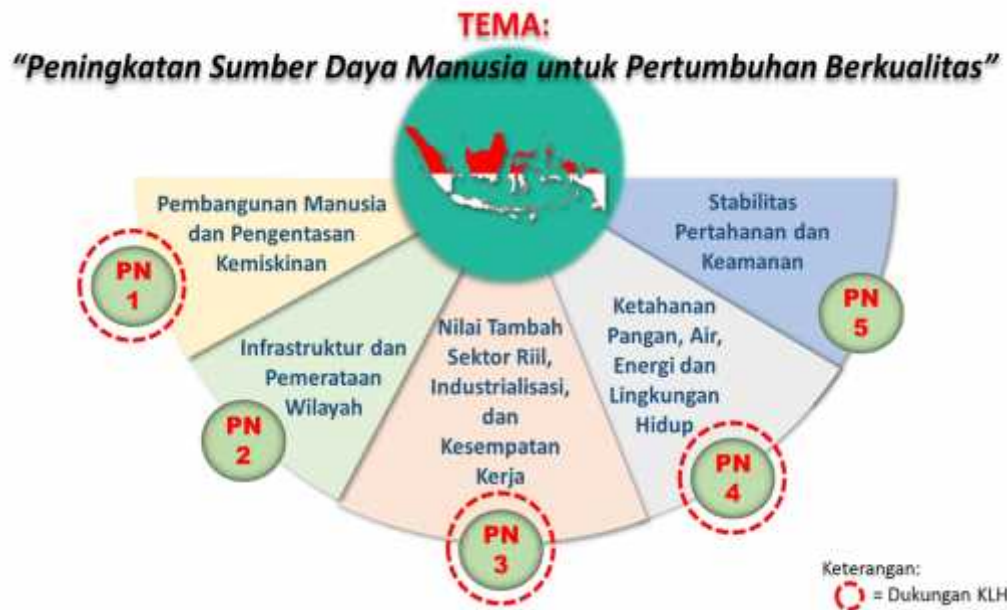 TEMA:
“Peningkatan Sumber Daya Manusia untuk Pertumbuhan Berkualitas”
Pembangunan Manusia
dan Pengentasan
Kemiskinan
PN
1
Infrastruktur dan
Pemerataan
Wilayah
PN
2
Nilai Tambah
Sektor Riil,
Industrialisasi,
dan
Kesempatan
Kerja
PN
3
Ketahanan
Pangan, Air,
Energi dan
Lingkungan
Hidup
PN
4
Stabilitas
Pertahanan dan
Keamanan
PN
5
Keterangan:
= Dukungan KLH